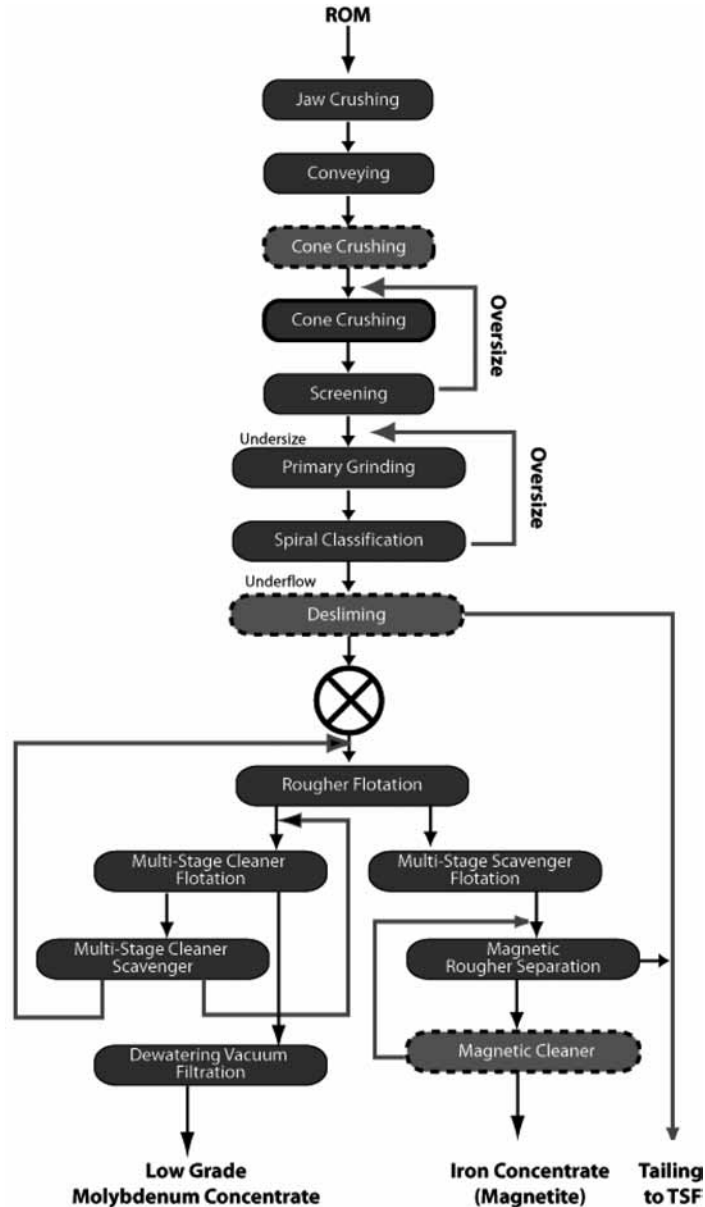 ROM
Jaw Crushing
Conveying
Cone Crushing
Cone Crushing
Oversize
Screening
Undersize
Primary Grinding
Oversize
Spiral Classification
Underflow
Desliming
Rougher Flotation
Multi-Stage Cleaner
Flotation
Multi-Stage Scavenger
Flotation
Multi-Stage Cleaner
Scavenger
Magnetic
Rougher Separation
Dewatering Vacuum
Filtration
Magnetic Cleaner
Low Grade
Molybdenum Concentrate
Iron Concentrate
(Magnetite)
Tailing
to TSF